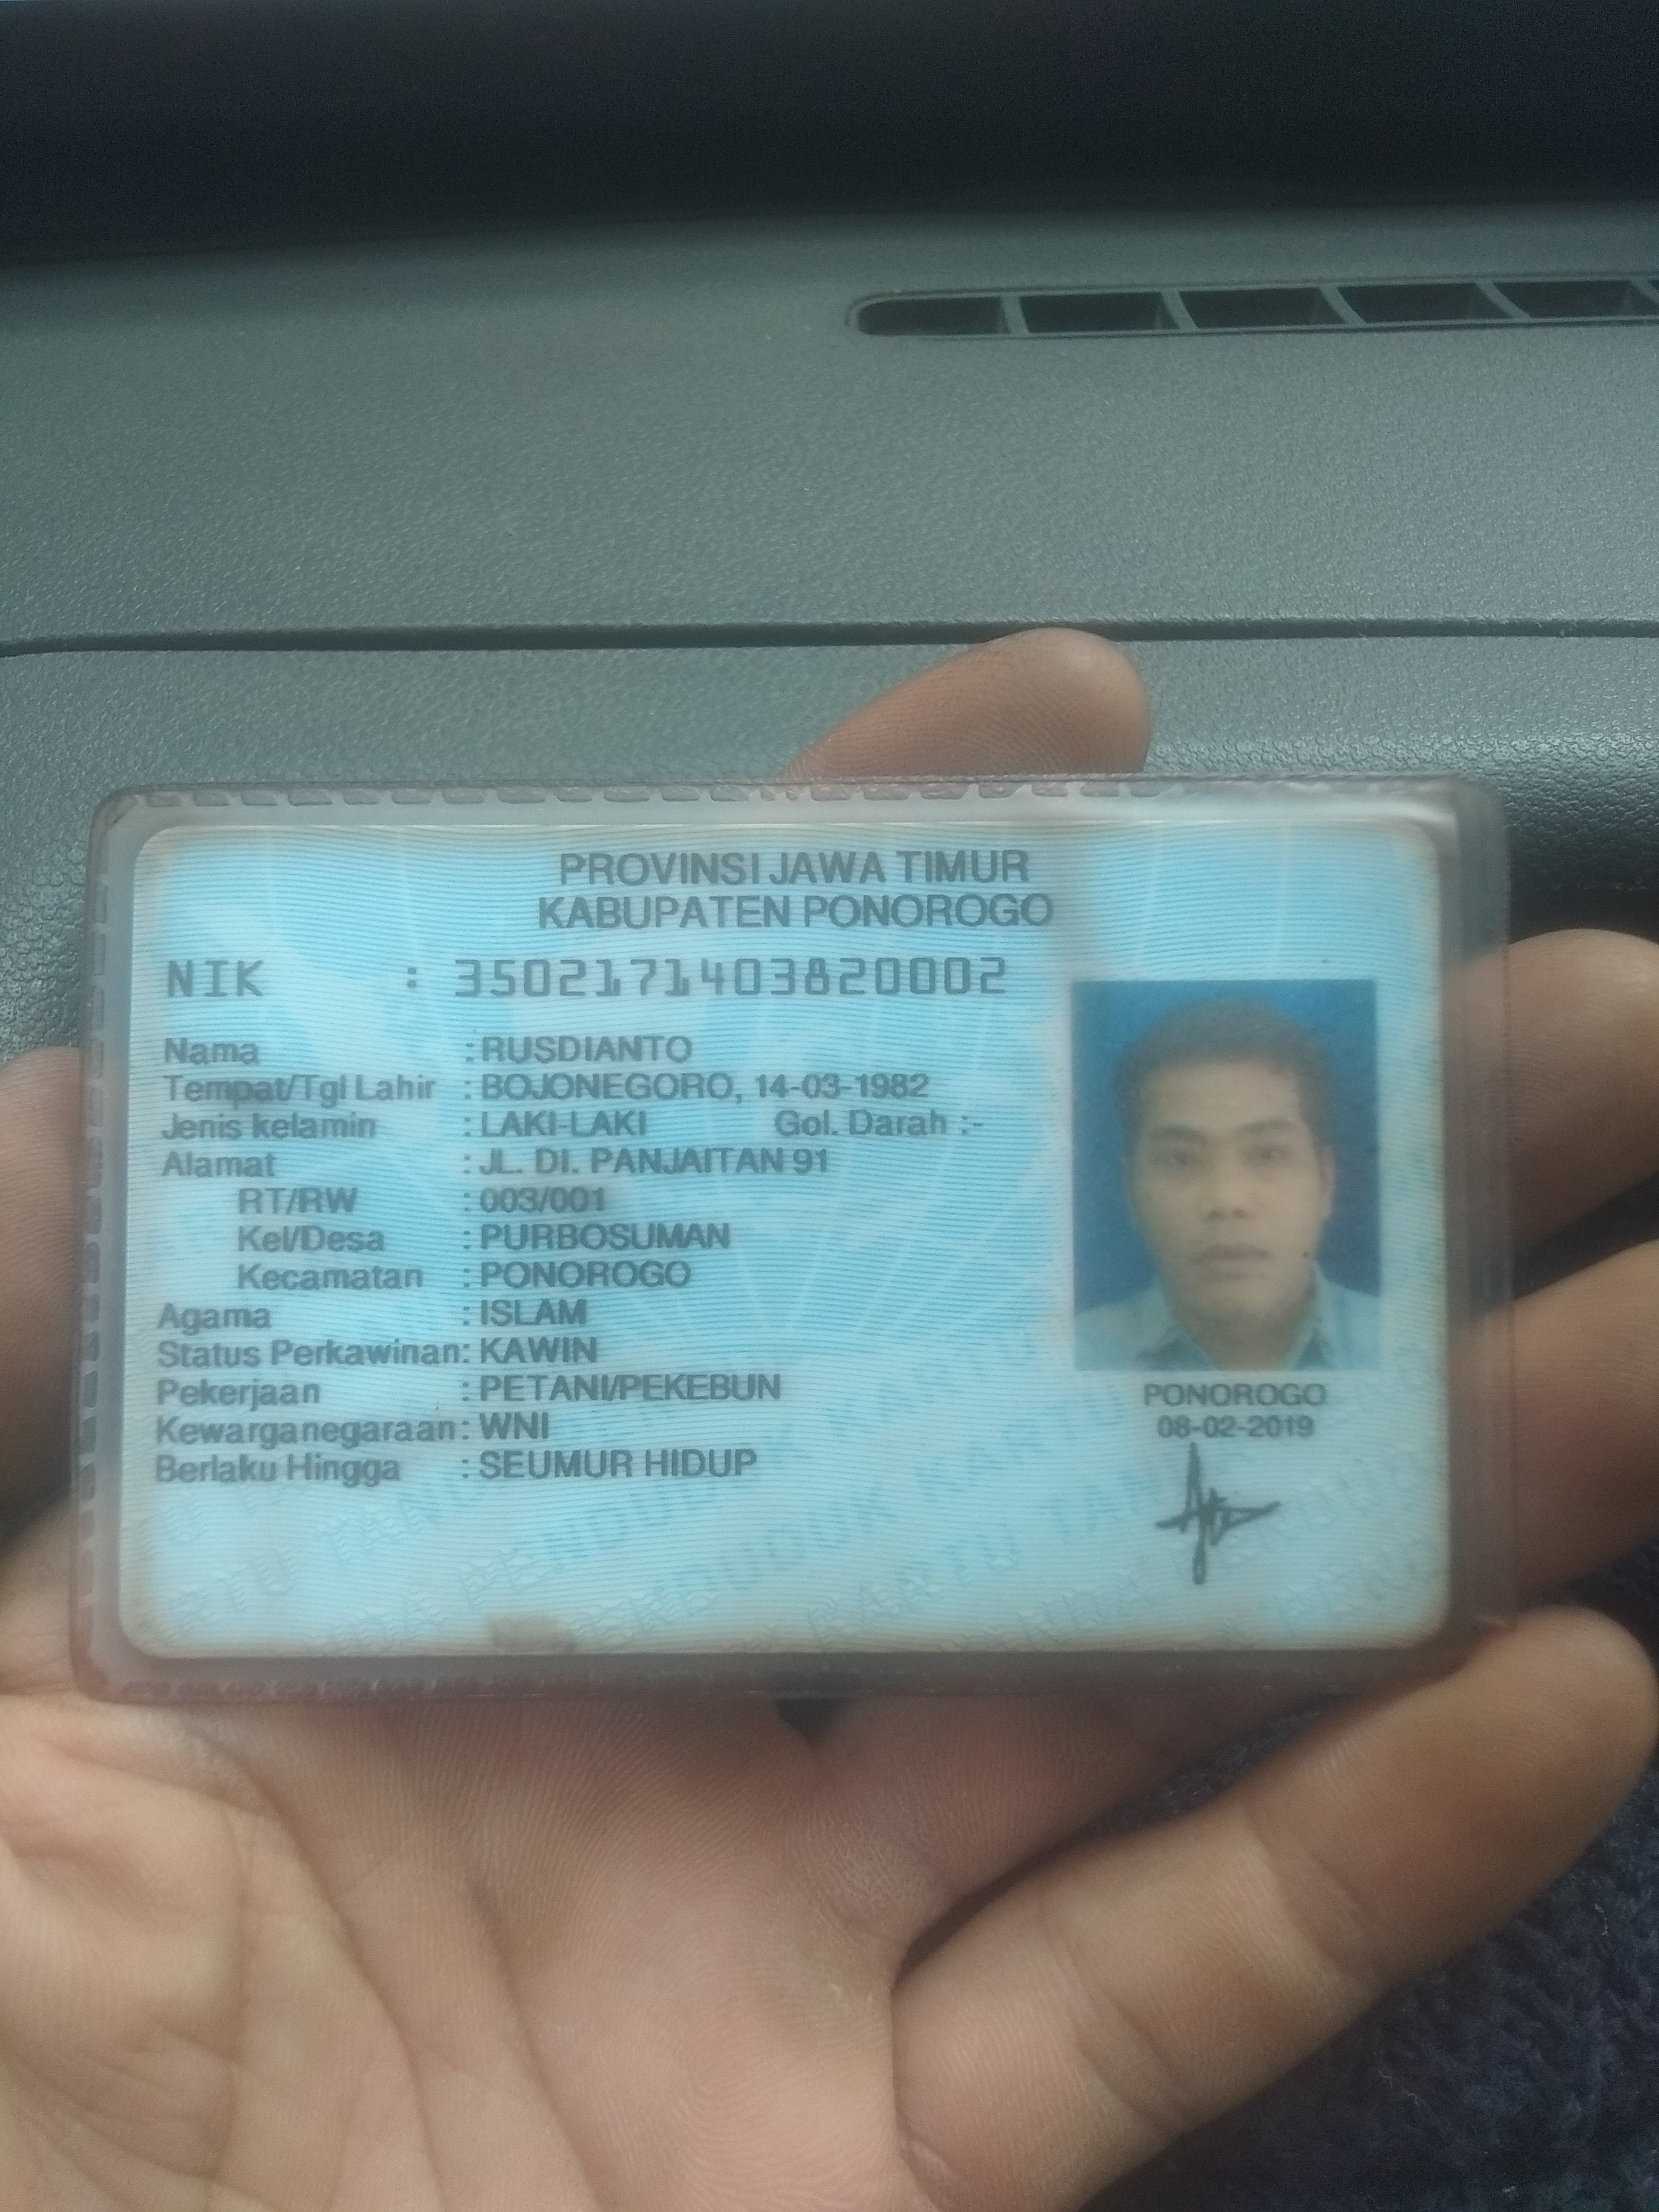 PROVINSI JAWA TIMUR
KABUPATEN PONOROGO
NIK : 3502171403820002
Nama : RUSDIANTO
Tempat/Tgl Lahir : BOJONEGORO, 14-03-1982
Jenis kelamin : LAKI-LAKI Gol. Darah :-
Alamat : JL. DI. PANJAITAN 91
RT/RW : 003/001
Kel/Desa : PURBOSUMAN
Kecamatan : PONOROGO
Agama : ISLAM
Status Perkawinan: KAWIN
Pekerjaan : PETANI/PEKEBUN
Kewarganegaraan: WNI
Berlaku Hingga : SEUMUR HIDUP
PONOROGO
08-02-2019